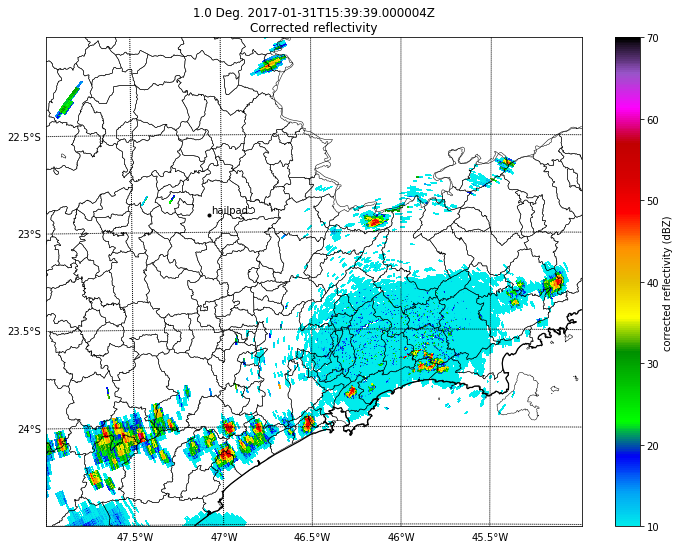 1.0 Deg. 2017-01-31T15:39:39.000004Z
Corrected reflectivity
22.5°S
23°S
23.5°S
24°S
hailpad
47.5°W
47°W
46.5°W
46°W
45.5°W
70
60
50
40
30
20
10
corrected reflectivity (dBZ)